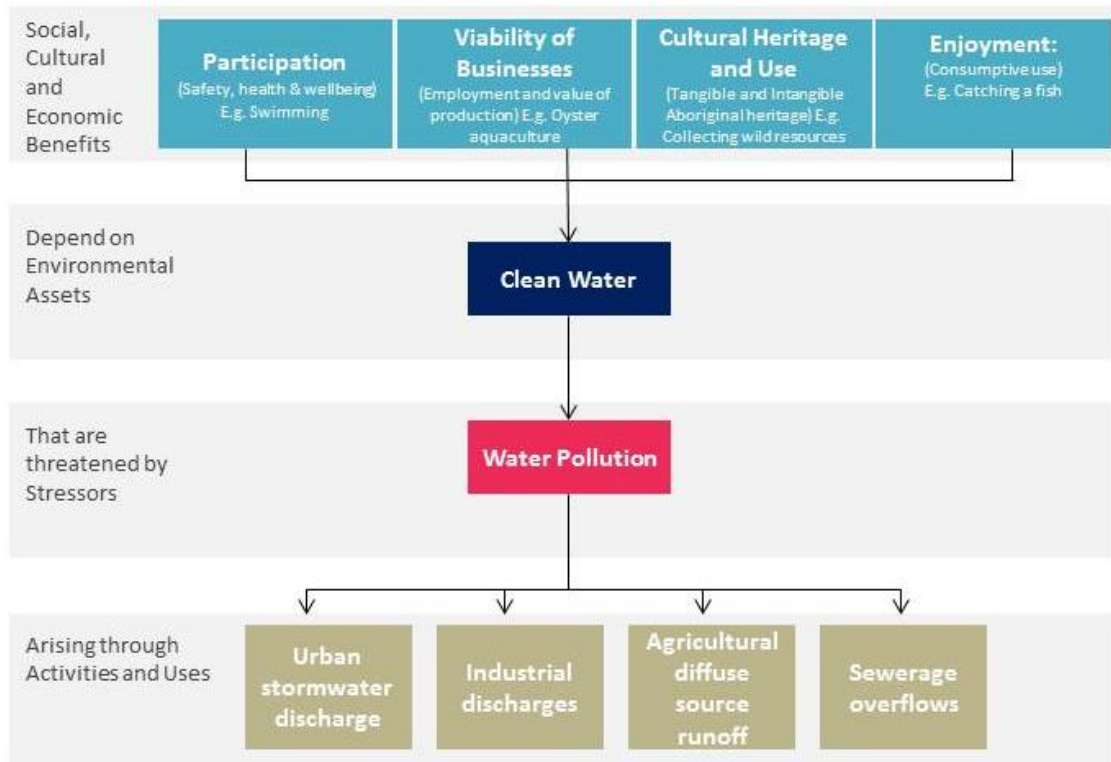 Social,
Cultural
and
Economic
Benefits
Participation
(Safety, health & wellbeing)
E.g. Swimming
Viability of
Businesses
(Employment and value of
production) E.g. Oyster
aquaculture
Cultural Heritage
and Use
(Tangible and Intangible
Aboriginal heritage) E.g.
Collecting wild resources
Enjoyment:
(Consumptive use)
E.g. Catching a fish
Depend on
Environmental
Assets
Clean Water
That are
threatened by
Stressors
Water Pollution
Arising through
Activities and Uses
Urban
stormwater
discharge
Industrial
discharges
Agricultural
diffuse
source
runoff
Sewerage
overflows